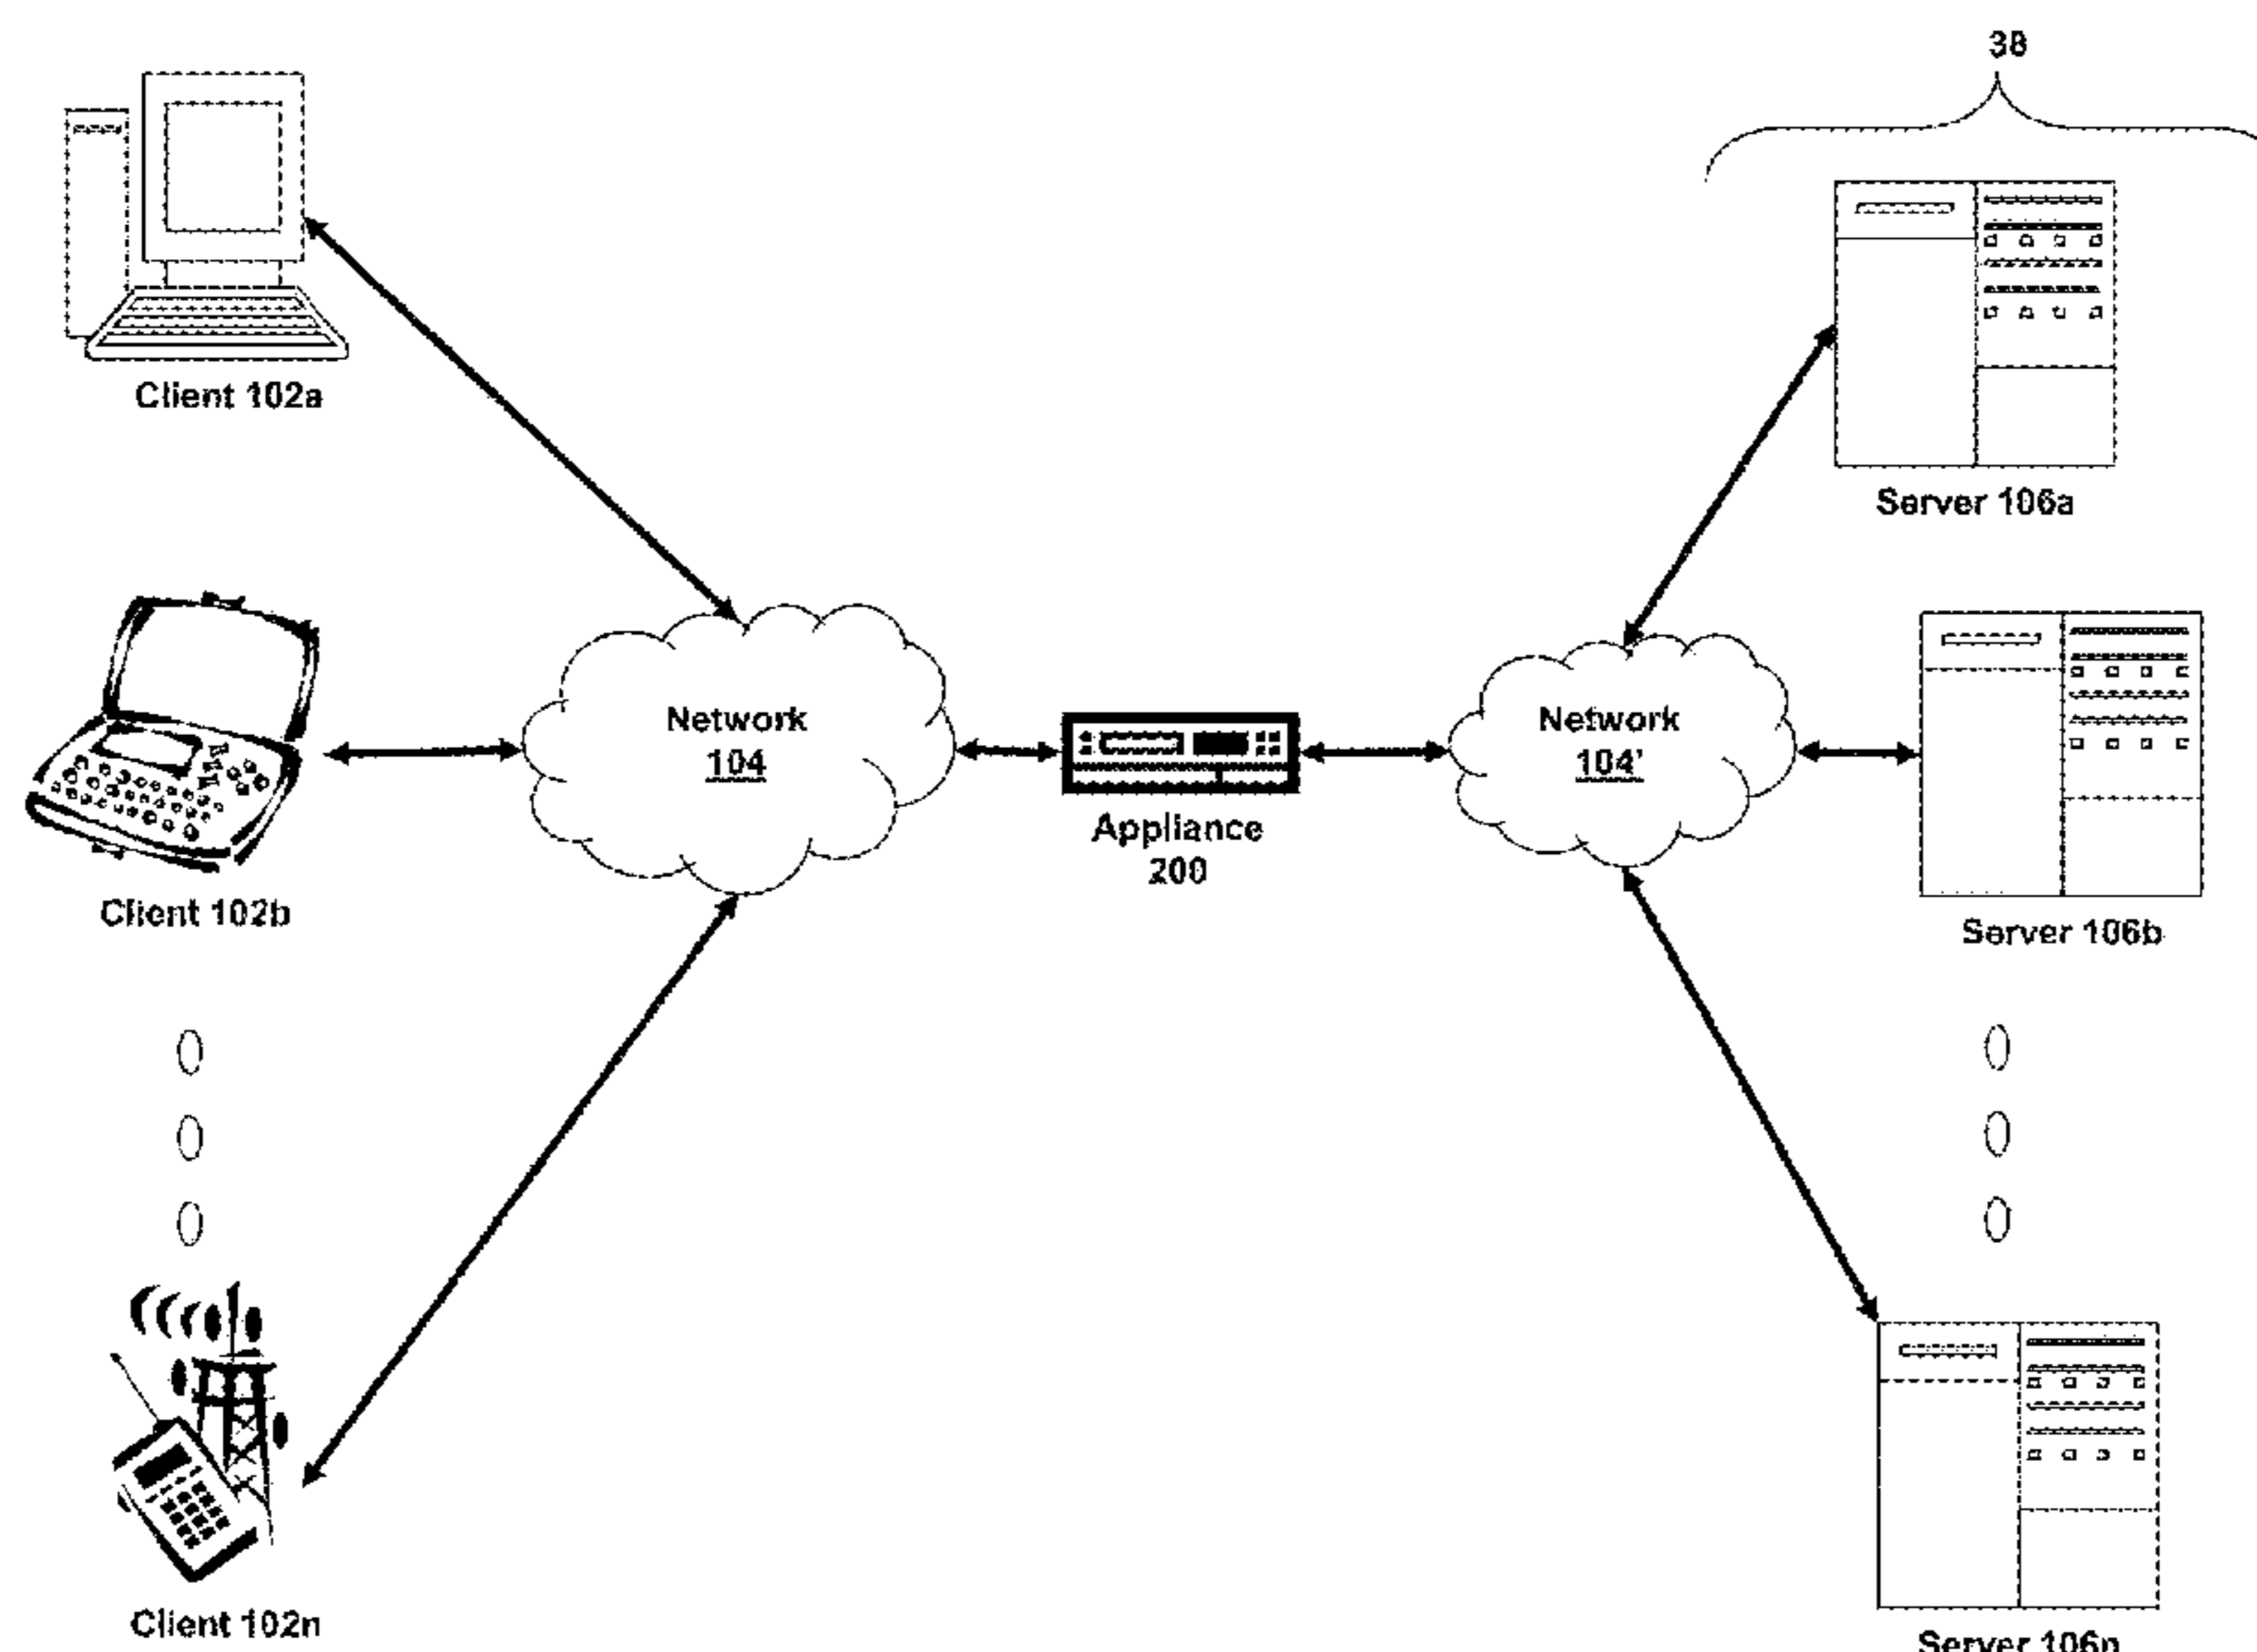 38
Client 102a
Server 106a
Network
104
Network
104'
Appliance
200
Client 102b
Server 106b
Client 102n
Server 106n